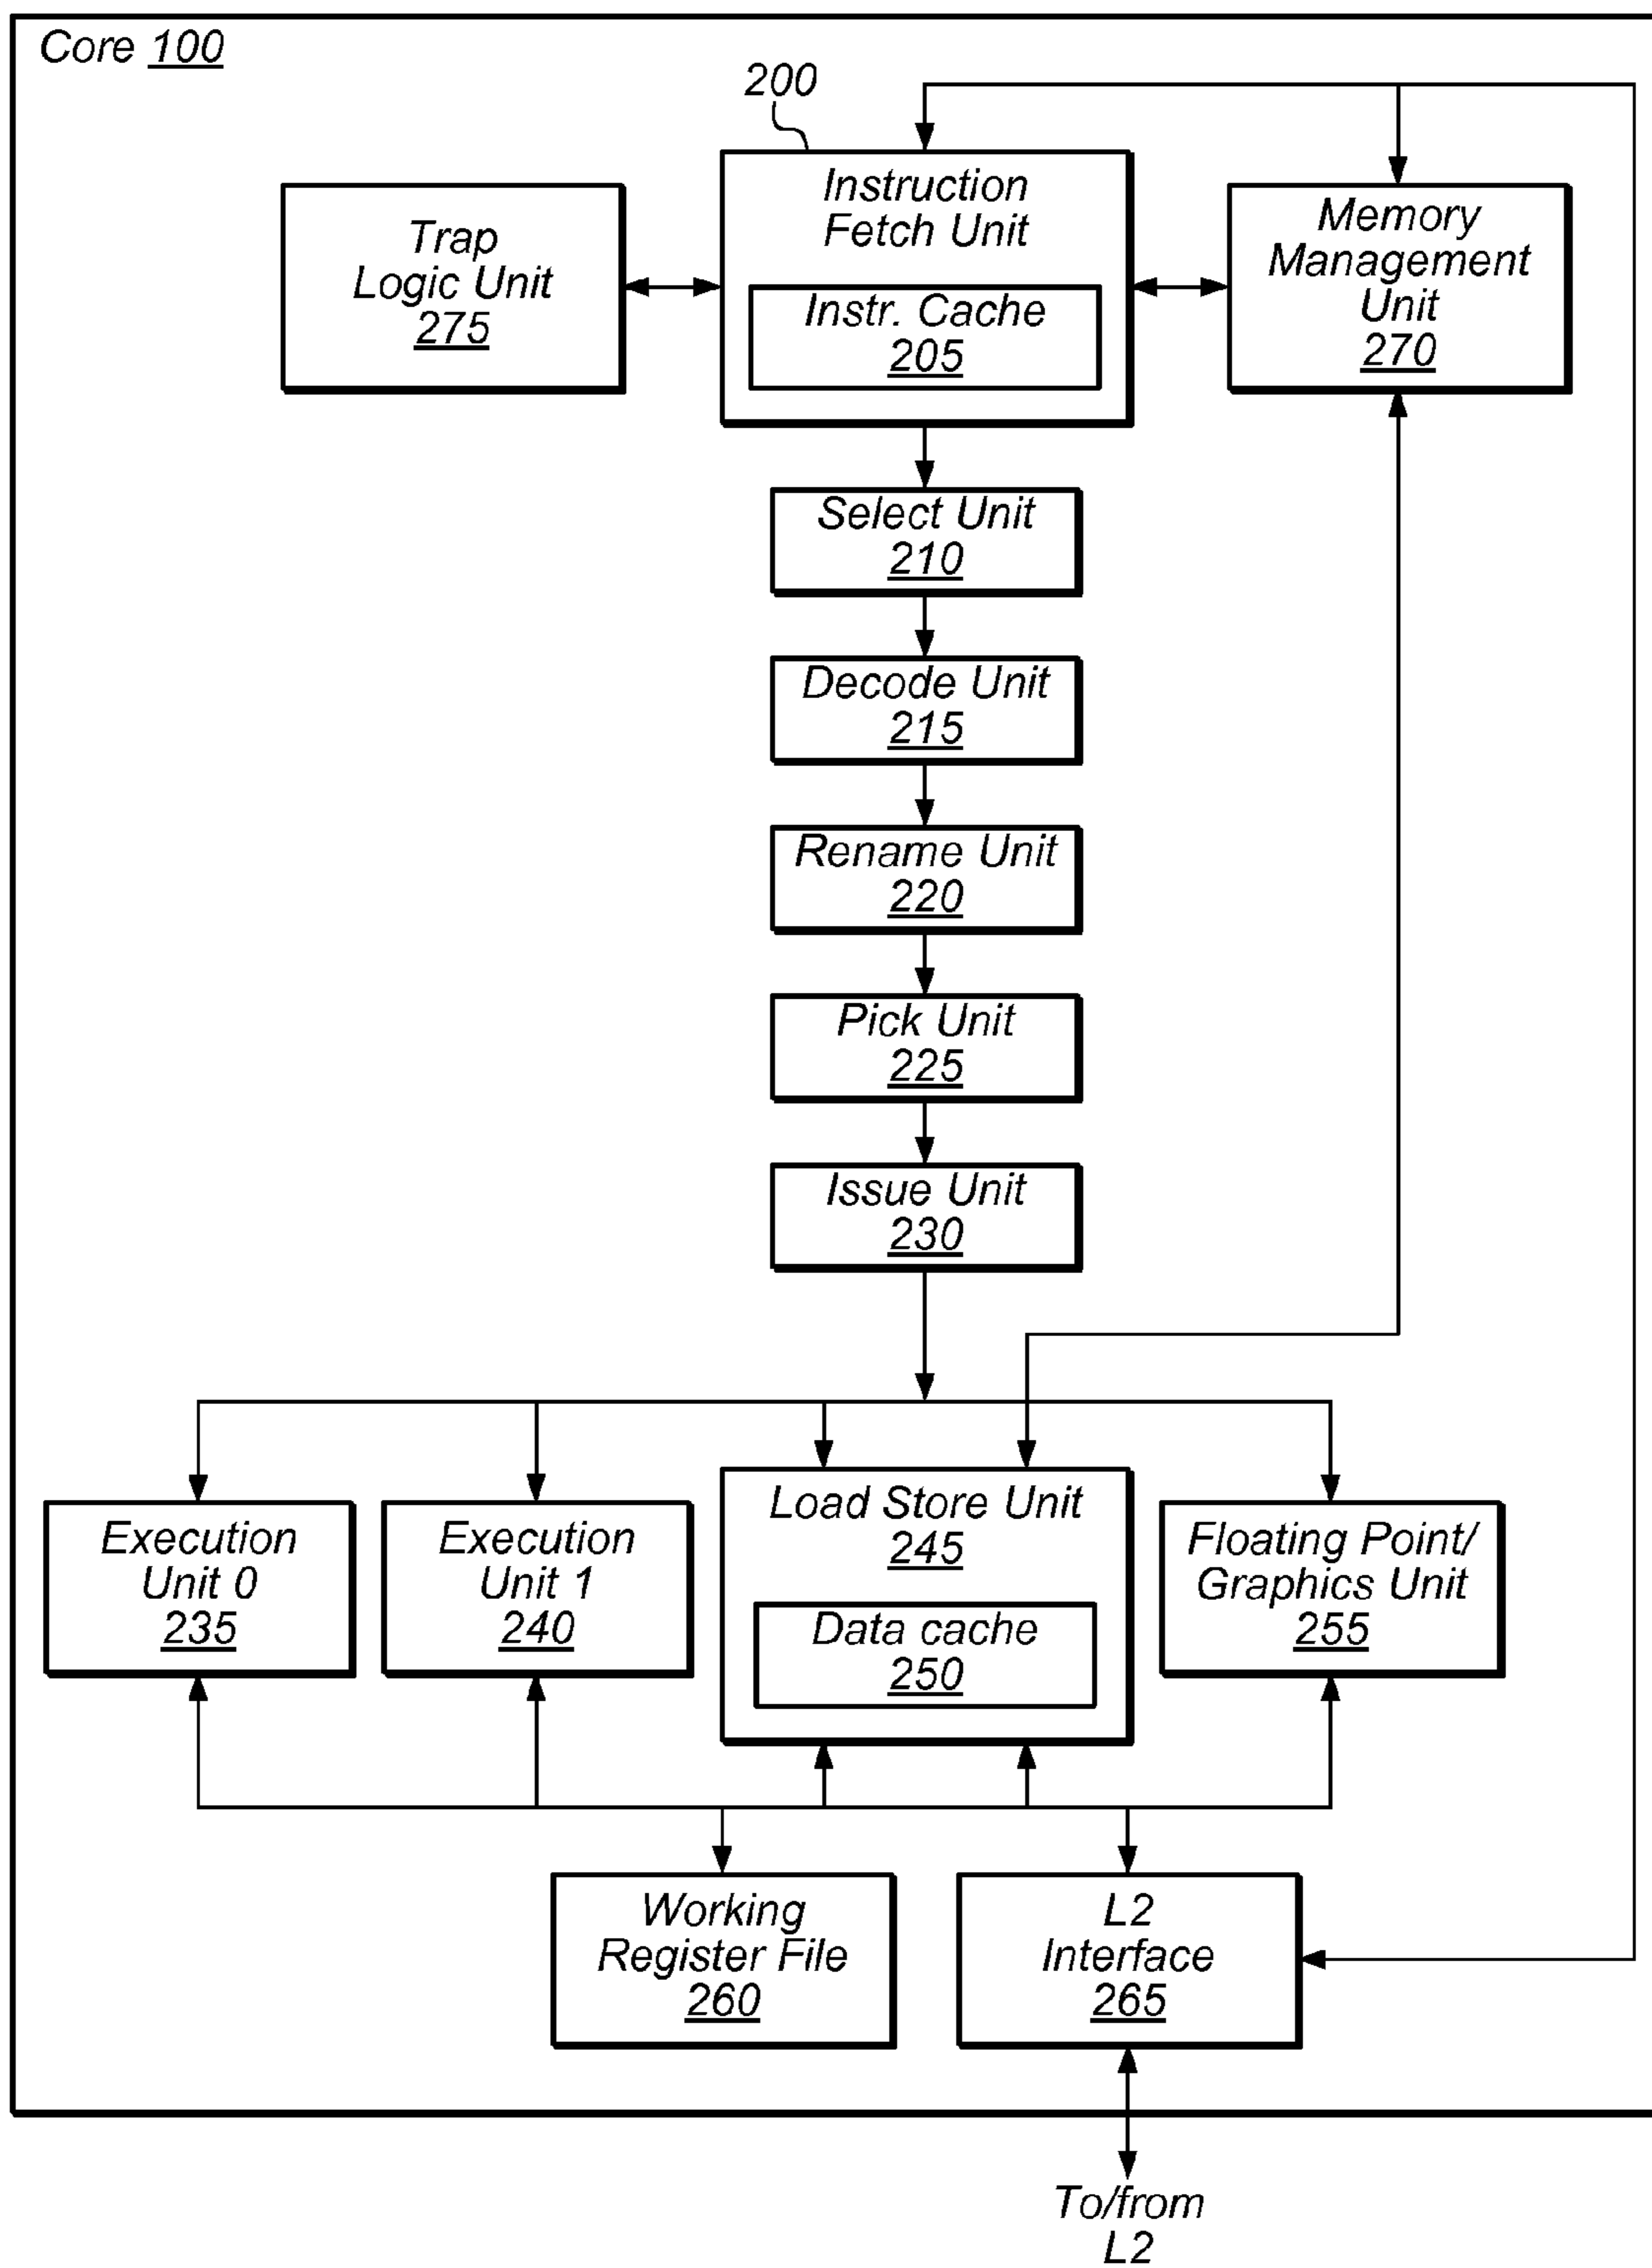 Core 100
200
Instruction
Fetch Unit
Instr. Cache
205
Trap
Logic Unit
275
Memory
Management
Unit
270
Select Unit
210
Decode Unit
215
Rename Unit
220
Pick Unit
225
Issue Unit
230
Execution
Unit 0
235
Execution
Unit 1
240
Load Store Unit
245
Data cache
250
Floating Point/
Graphics Unit
255
Working
Register File
260
L2
Interface
265
To/from
L2